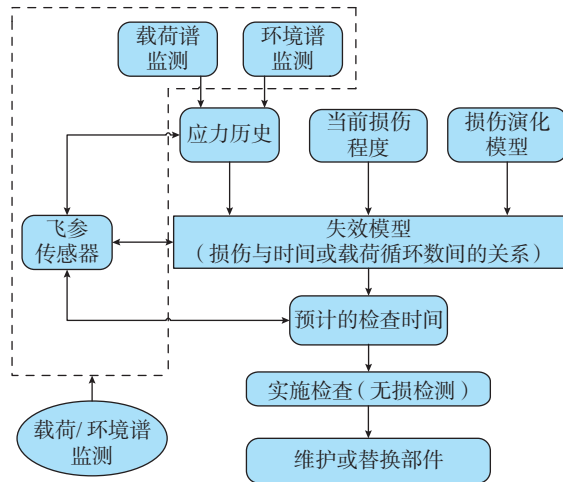 载荷谱
监测
环境谱
监测
应力历史
当前损伤
程度
损伤演化
模型
飞参
传感器
失效模型
（损伤与时间或载荷循环数间的关系）
预计的检查时间
实施检查（无损检测）
载荷/环境谱
监测
维护或替换部件